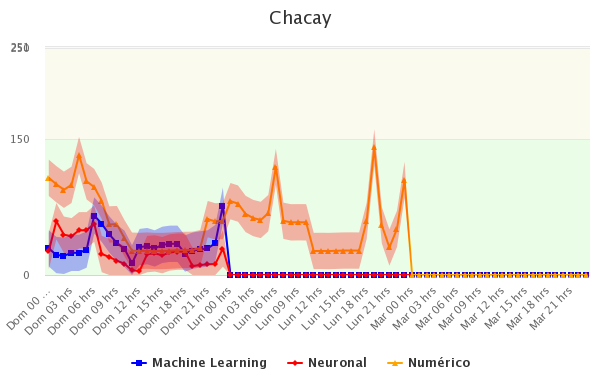 Chacay
250
150
0
Dom 00 ...
Dom 03 hrs
Dom 06 hrs
Dom 09 hrs
Dom 12 hrs
Dom 15 hrs
Dom 18 hrs
Dom 21 hrs
Lun 00 hrs
Lun 03 hrs
Lun 06 hrs
Lun 09 hrs
Lun 12 hrs
Lun 15 hrs
Lun 18 hrs
Lun 21 hrs
Mar 00 hrs
Mar 03 hrs
Mar 06 hrs
Mar 09 hrs
Mar 12 hrs
Mar 15 hrs
Mar 18 hrs
Mar 21 hrs
Machine Learning Neuronal Numérico